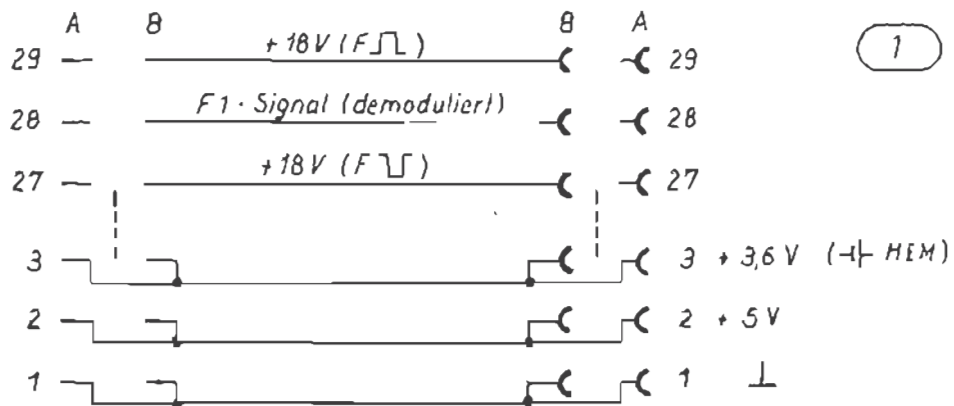 A B B A
29 +18V (F ) 29 1
28 F1·Signal (demoduliert) 28
27 +18V (F ) 27
3 3 +3,6 V ( HEM)
2 2 +5V
1 1